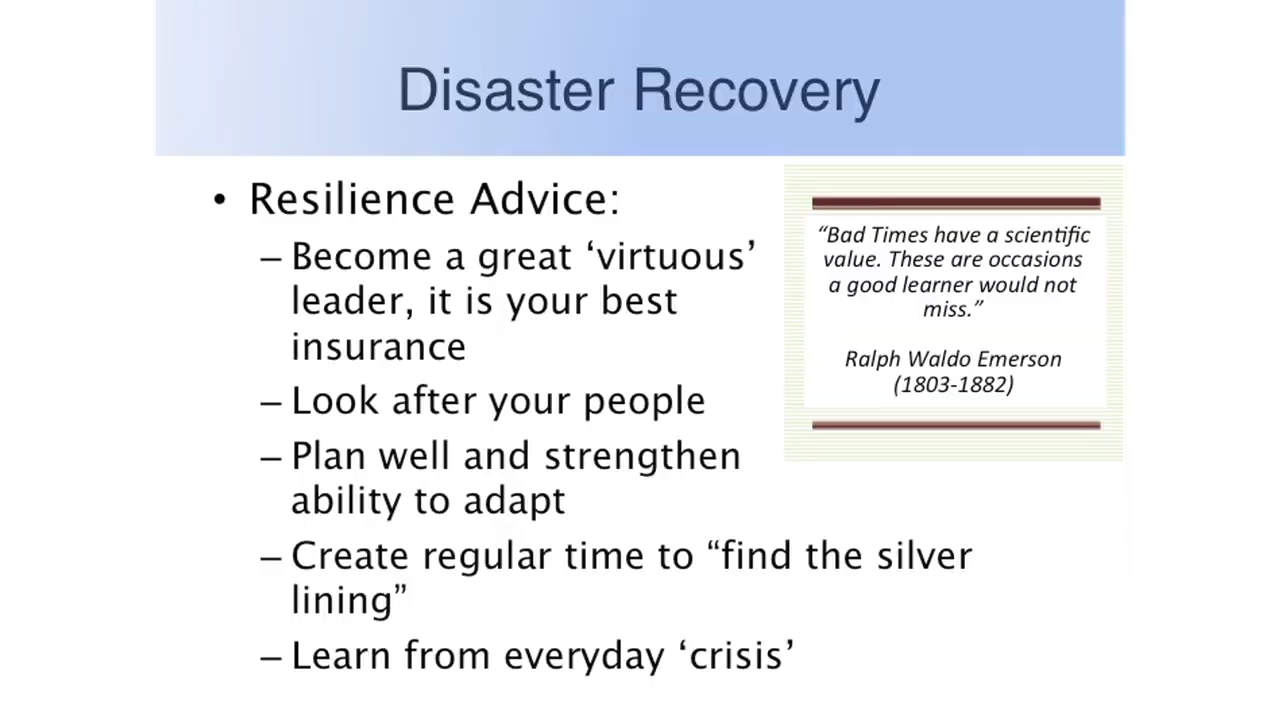 Disaster Recovery
• Resilience Advice:
– Become a great ‘virtuous’
leader, it is your best
insurance
– Look after your people
– Plan well and strengthen
ability to adapt
– Create regular time to “find the silver
lining”
– Learn from everyday ‘crisis’
“Bad Times have a scientific
value. These are occasions
a good learner would not
miss.”
Ralph Waldo Emerson
(1803-1882)